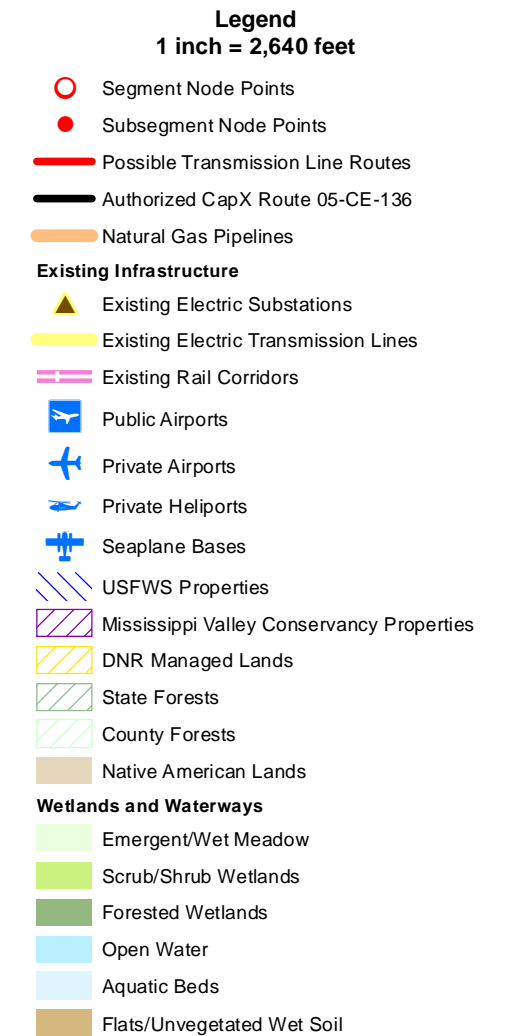 Legend
1 inch = 2,640 feet
Segment Node Points
Subsegment Node Points
Possible Transmission Line Routes
Authorized CapX Route 05-CE-136
Natural Gas Pipelines
Existing Infrastructure
Existing Electric Substations
Existing Electric Transmission Lines
Existing Rail Corridors
Public Airports
Private Airports
Private Heliports
Seaplane Bases
USFWS Properties
Mississippi Valley Conservancy Properties
DNR Managed Lands
State Forests
County Forests
Native American Lands
Wetlands and Waterways
Emergent/Wet Meadow
Scrub/Shrub Wetlands
Forested Wetlands
Open Water
Aquatic Beds
Flats/Unvegetated Wet Soil